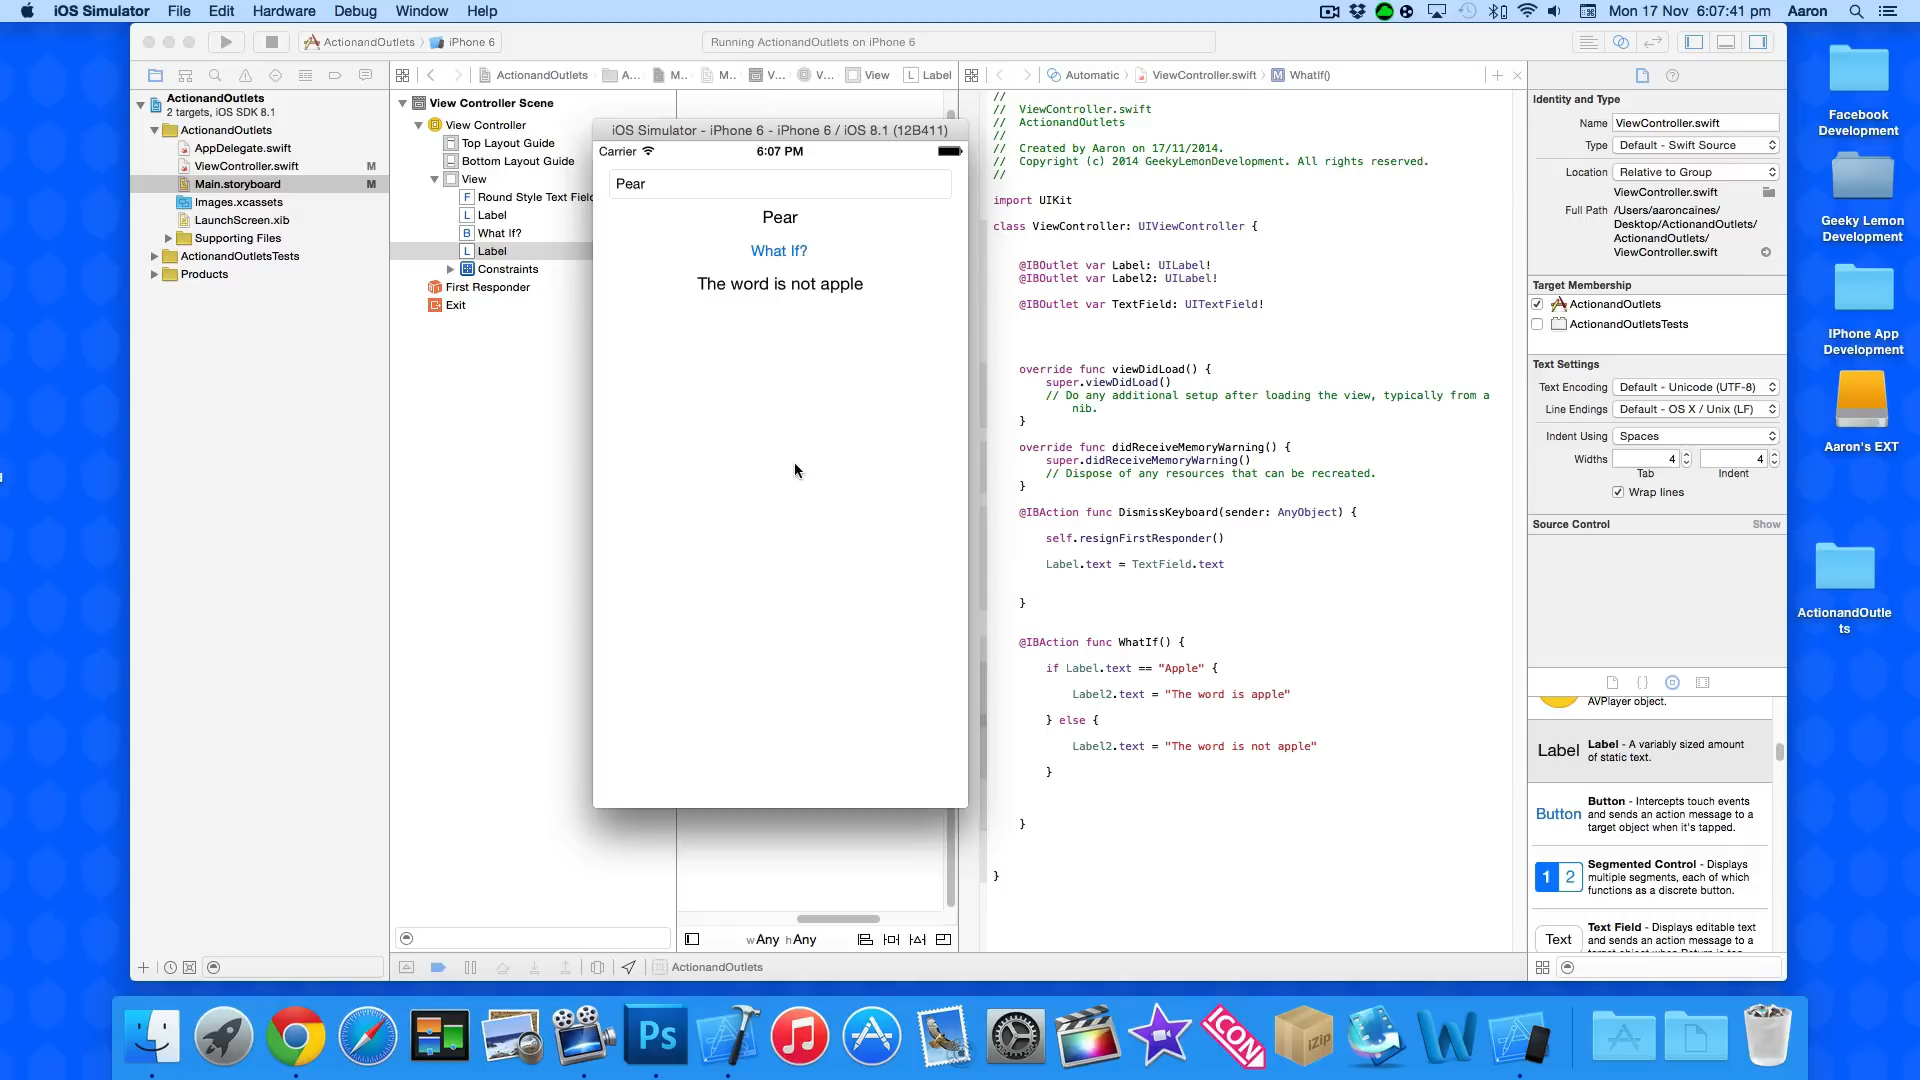 iOS Simulator File Edit Hardware Debug Window Help
Mon 17 Nov 6:07:41 pm Aaron
ActionandOutlets iPhone 6
Running ActionandOutlets on iPhone 6
ActionandOutlets A... M... M... V... V... View L Label
Automatic ViewController.swift M WhatIf()
ActionandOutlets
2 targets, iOS SDK 8.1
ActionandOutlets
AppDelegate.swift
ViewController.swift M
Main.storyboard M
Images.xcassets
LaunchScreen.xib
Supporting Files
ActionandOutletsTests
Products
View Controller Scene
View Controller
Top Layout Guide
Bottom Layout Guide
View
F Round Style Text Field
L Label
B What If?
L Label
Constraints
First Responder
Exit
iOS Simulator - iPhone 6 - iPhone 6 / iOS 8.1 (12B411)
Carrier 6:07 PM
Pear
Pear
What If?
The word is not apple
wAny hAny
ActionandOutlets
//
// ViewController.swift
// ActionandOutlets
//
// Created by Aaron on 17/11/2014.
// Copyright (c) 2014 GeekyLemonDevelopment. All rights reserved.
//
import UIKit
class ViewController: UIViewController {
@IBOutlet var Label: UILabel!
@IBOutlet var Label2: UILabel!
@IBOutlet var TextField: UITextField!
override func viewDidLoad() {
super.viewDidLoad()
// Do any additional setup after loading the view, typically from a
nib.
}
override func didReceiveMemoryWarning() {
super.didReceiveMemoryWarning()
// Dispose of any resources that can be recreated.
}
@IBAction func DismissKeyboard(sender: AnyObject) {
self.resignFirstResponder()
Label.text = TextField.text
}
@IBAction func WhatIf() {
if Label.text == "Apple" {
Label2.text = "The word is apple"
} else {
Label2.text = "The word is not apple"
}
}
}
Identity and Type
Name ViewController.swift
Type Default - Swift Source
Location Relative to Group
ViewController.swift
Full Path /Users/aaroncaines/
Desktop/ActionandOutlets/
ActionandOutlets/
ViewController.swift
Target Membership
ActionandOutlets
ActionandOutletsTests
Text Settings
Text Encoding Default - Unicode (UTF-8)
Line Endings Default - OS X / Unix (LF)
Indent Using Spaces
Widths 4 4
Tab Indent
Wrap lines
Source Control Show
AVPlayer object.
Label Label - A variably sized amount
of static text.
Button Button - Intercepts touch events
and sends an action message to a
target object when it's tapped.
1 2 Segmented Control - Displays
multiple segments, each of which
functions as a discrete button.
Text Text Field - Displays editable text
and sends an action message to a
Facebook
Development
Geeky Lemon
Development
IPhone App
Development
Aaron's EXT
ActionandOutle
ts
Ps
ICON
iZip
W